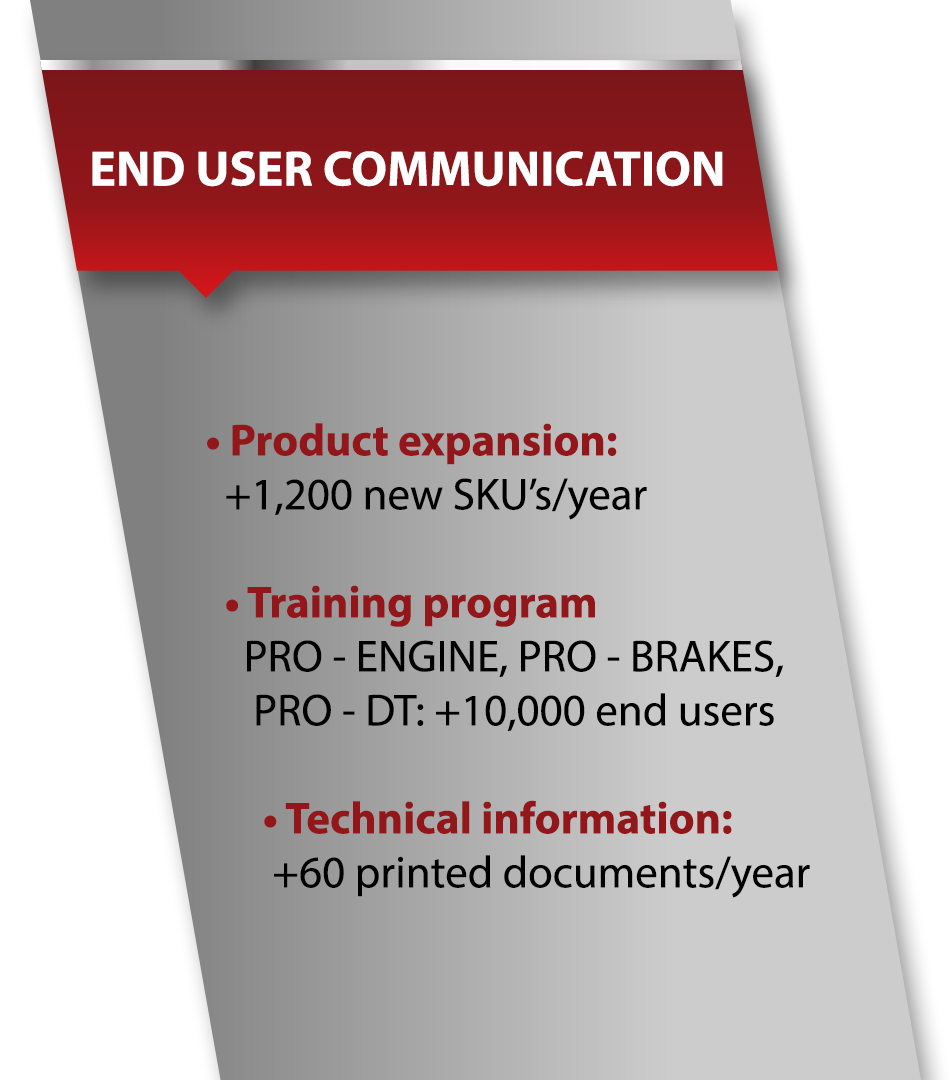 END USER COMMUNICATION
• Product expansion:
+1,200 new SKU’s/year
• Training program
PRO - ENGINE, PRO - BRAKES,
PRO - DT: +10,000 end users
• Technical information:
+60 printed documents/year